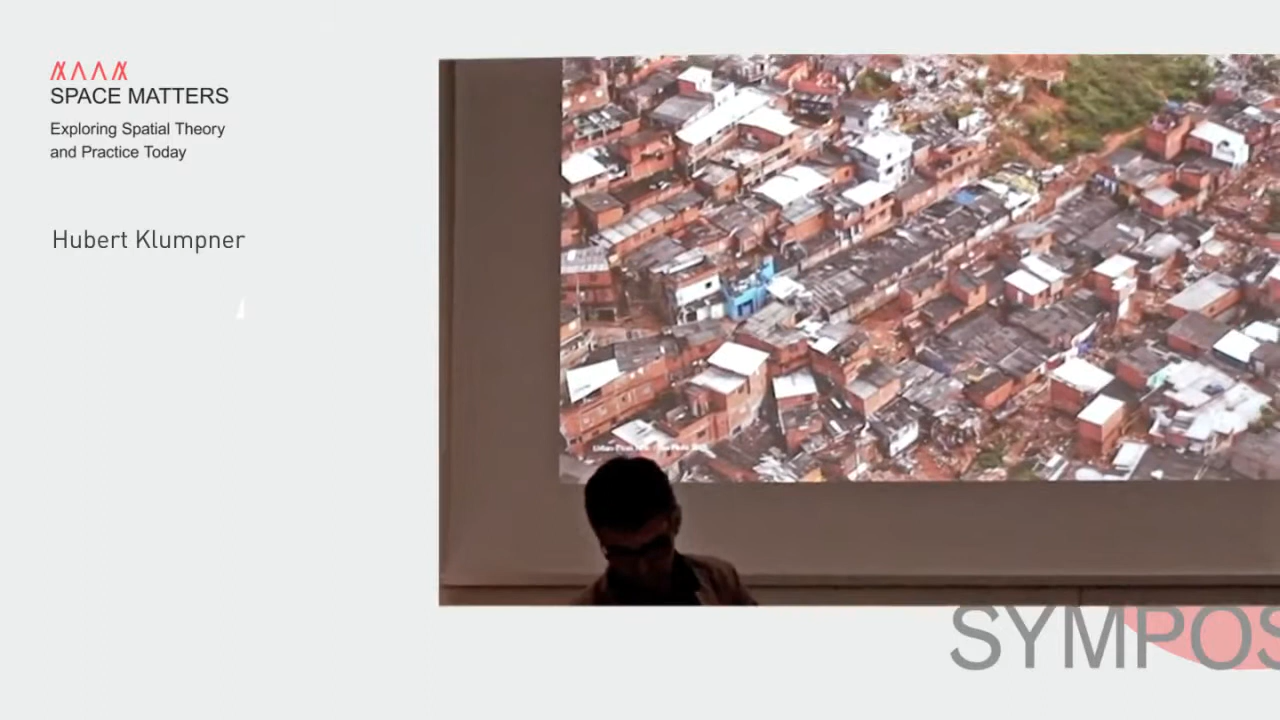 SPACE MATTERS
Exploring Spatial Theory
and Practice Today
Hubert Klumpner
SYMPOS